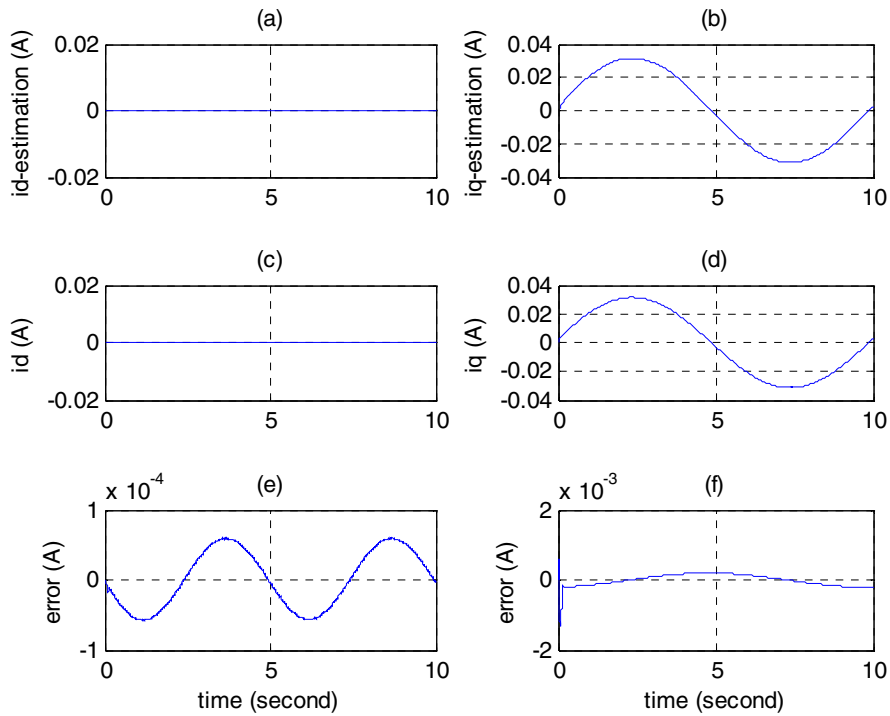 (a)
id-estimation (A)
0.02
0
-0.02
0 5 10
(b)
iq-estimation (A)
0.04
0.02
0
-0.02
-0.04
0 5 10
(c)
id (A)
0.02
0
-0.02
0 5 10
(d)
iq (A)
0.04
0.02
0
-0.02
-0.04
0 5 10
(e)
x 10-4
error (A)
1
0
-1
0 5 10
time (second)
(f)
x 10-3
error (A)
2
0
-2
0 5 10
time (second)